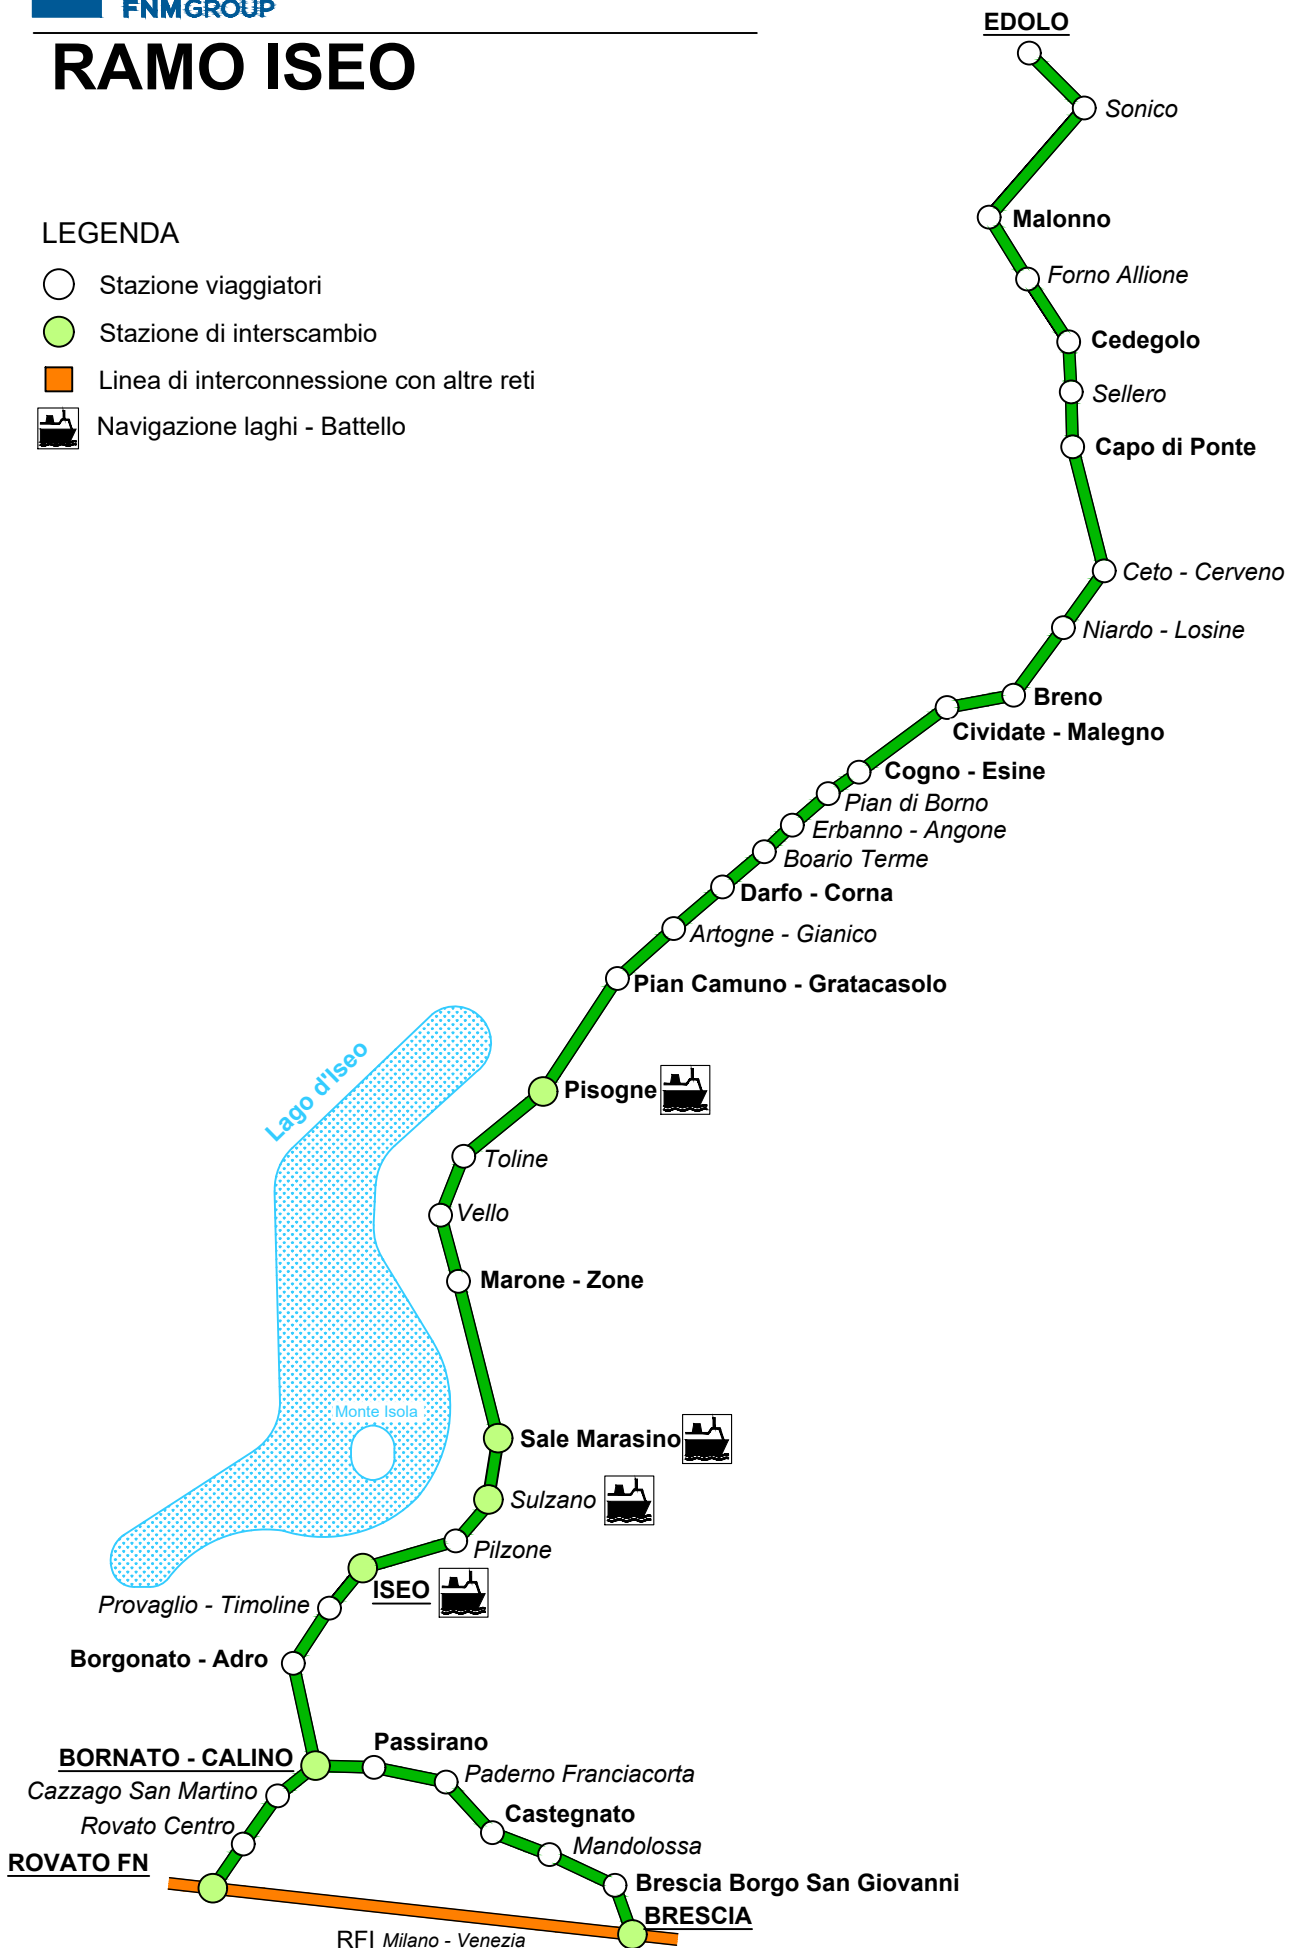 FNMGROUP
RAMO ISEO
LEGENDA
Stazione viaggiatori
Stazione di interscambio
Linea di interconnessione con altre reti
Navigazione laghi - Battello
EDOLO
Sonico
Malonno
Forno Allione
Cedegolo
Sellero
Capo di Ponte
Ceto - Cerveno
Niardo - Losine
Breno
Cividate - Malegno
Cogno - Esine
Pian di Borno
Erbanno - Angone
Boario Terme
Darfo - Corna
Artogne - Gianico
Pian Camuno - Gratacasolo
Lago d'Iseo
Pisogne
Toline
Vello
Marone - Zone
Monte Isola
Sale Marasino
Sulzano
Pilzone
ISEO
Provaglio - Timoline
Borgonato - Adro
BORNATO - CALINO
Passirano
Paderno Franciacorta
Cazzago San Martino
Castegnato
Rovato Centro
Mandolossa
ROVATO FN
Brescia Borgo San Giovanni
BRESCIA
RFI Milano - Venezia